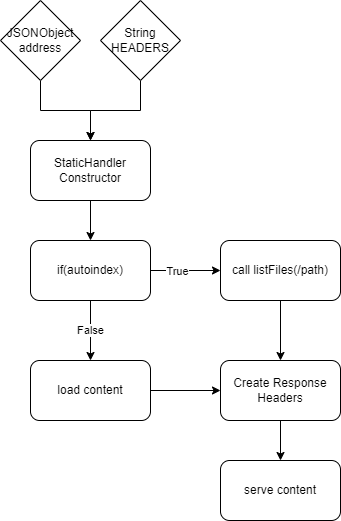 JSONObject
address
String
HEADERS
StaticHandler
Constructor
if(autoindex)
True
call listFiles(/path)
False
load content
Create Response
Headers
serve content